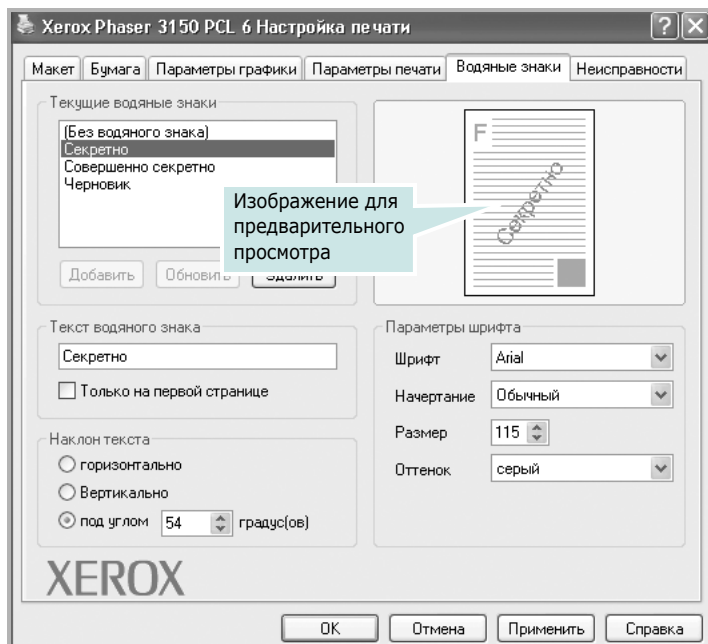 Xerox Phaser 3150 PCL 6 Настройка печати
Макет Бумага Параметры графики Параметры печати Водяные знаки Неисправности
Текущие водяные знаки
(Без водяного знака)
Секретно
Совершенно секретно
Черновик
Добавить Обновить Удалить
F
Секретно
Изображение для
предварительного
просмотра
Текст водяного знака
Секретно
Только на первой странице
Наклон текста
горизонтально
Вертикально
под углом 54 градус(ов)
Параметры шрифта
Шрифт Arial
Начертание Обычный
Размер 115
Оттенок серый
XEROX
OK Отмена Применить Справка